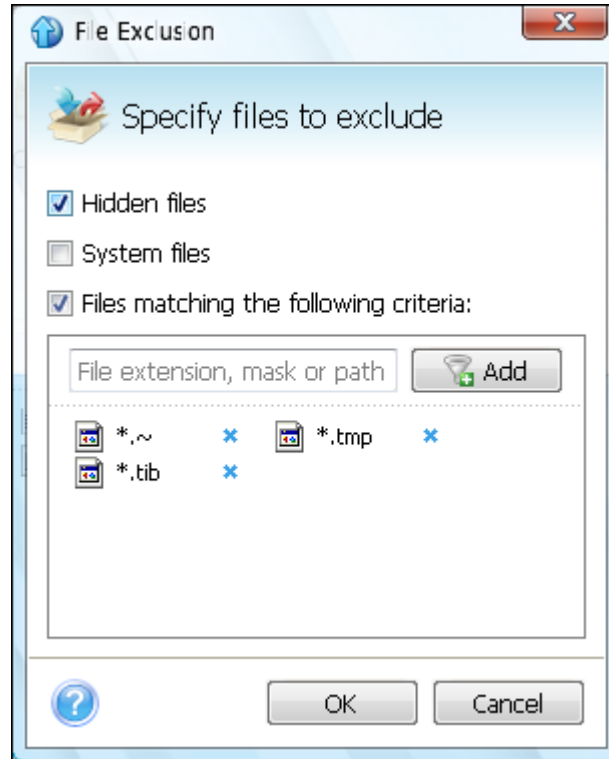 File Exclusion
Specify files to exclude
Hidden files
System files
Files matching the following criteria:
File extension, mask or path Add
*.~ *.tmp
*.tib
OK Cancel